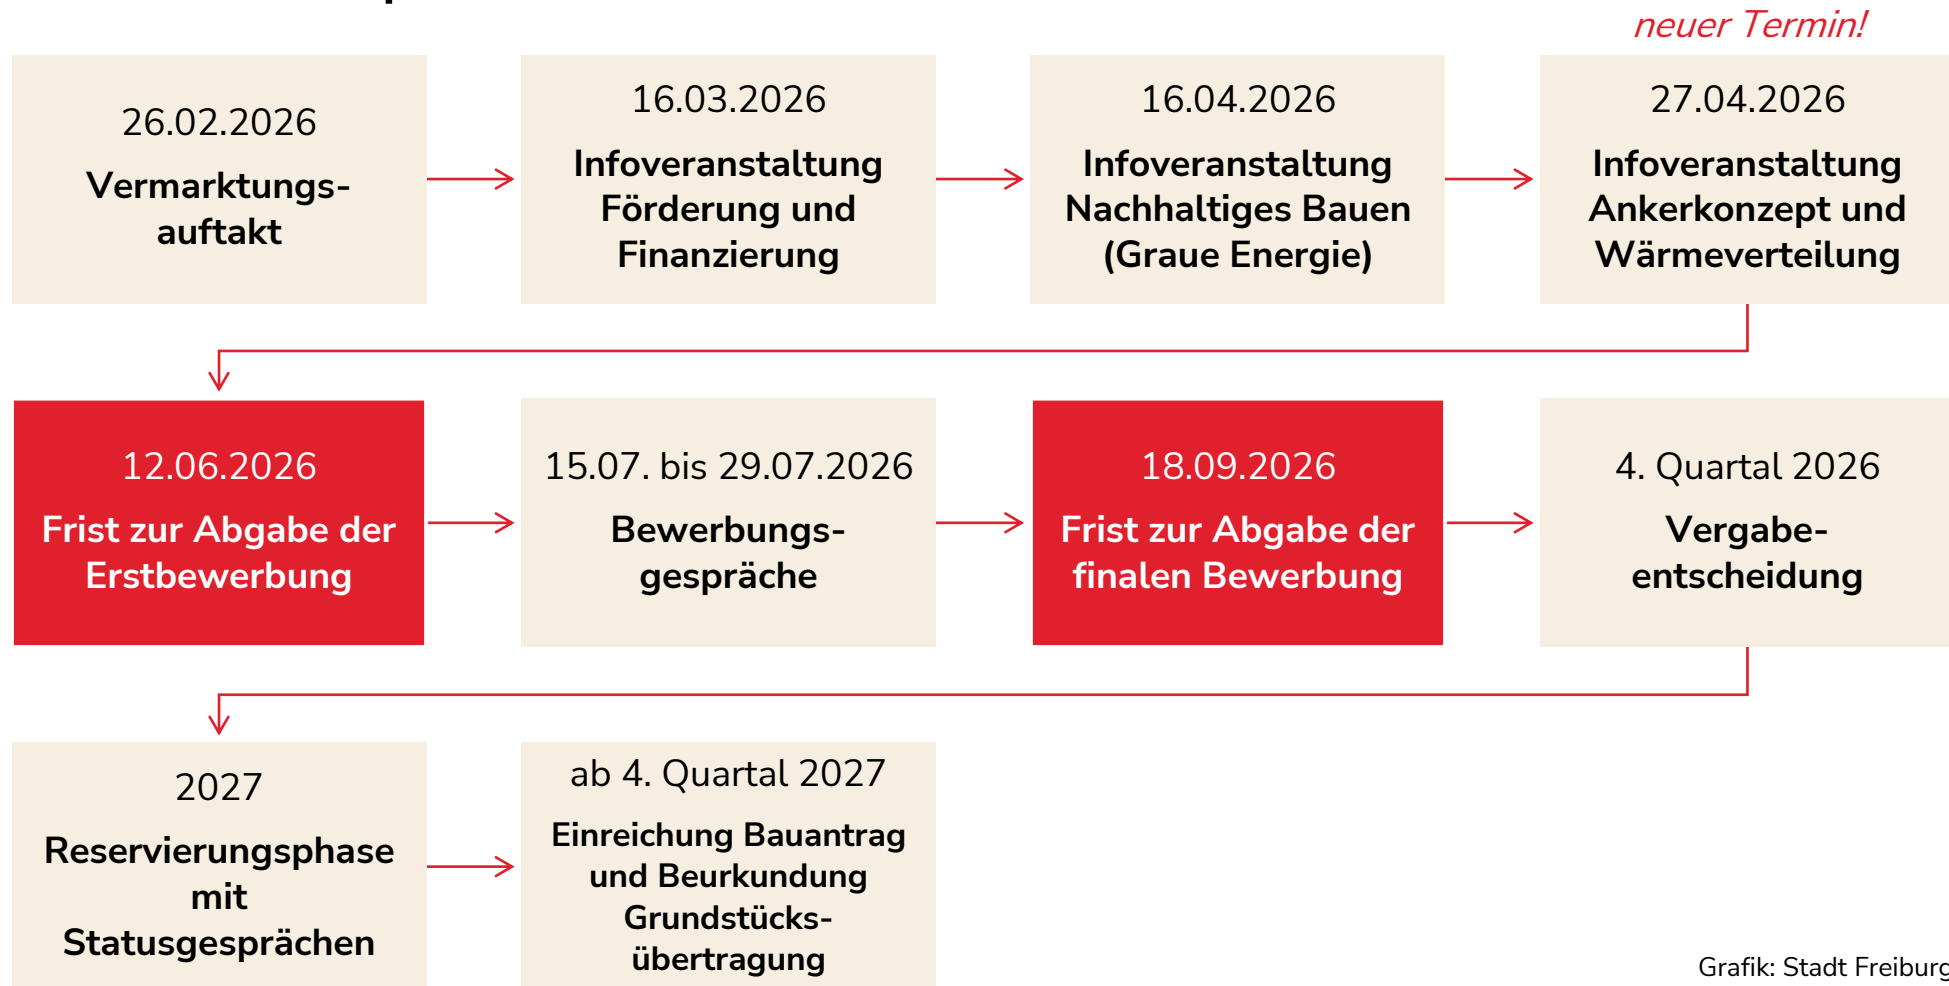 neuer Termin!
26.02.2026
Vermarktungs-
auftakt
16.03.2026
Infoveranstaltung
Förderung und
Finanzierung
16.04.2026
Infoveranstaltung
Nachhaltiges Bauen
(Graue Energie)
27.04.2026
Infoveranstaltung
Ankerkonzept und
Wärmeverteilung
12.06.2026
Frist zur Abgabe der
Erstbewerbung
15.07. bis 29.07.2026
Bewerbungs-
gespräche
18.09.2026
Frist zur Abgabe der
finalen Bewerbung
4. Quartal 2026
Vergabe-
entscheidung
2027
Reservierungsphase
mit
Statusgesprächen
ab 4. Quartal 2027
Einreichung Bauantrag
und Beurkundung
Grundstücks-
übertragung
Grafik: Stadt Freiburg